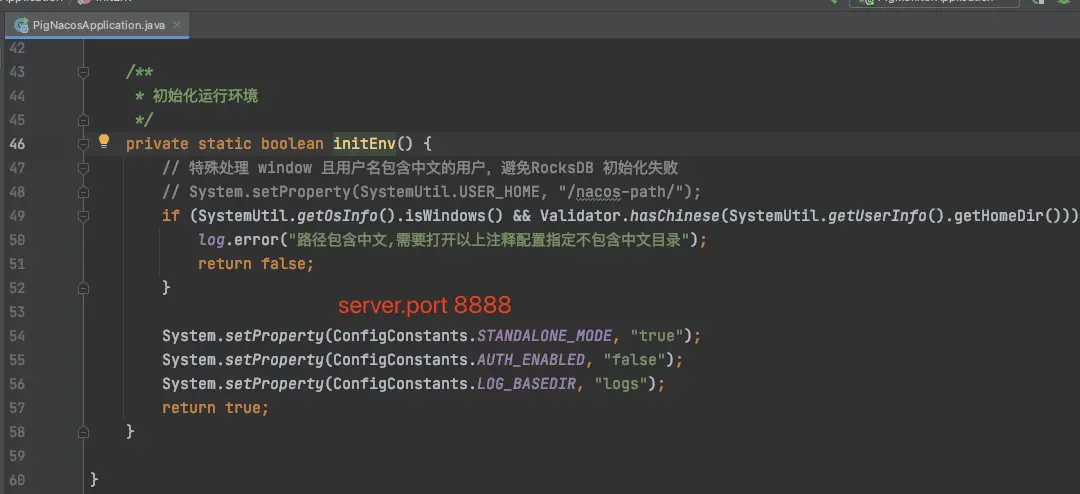 PigNacosApplication.java
42
43 /**
44 * 初始化运行环境
45 */
46 private static boolean initEnv() {
47 // 特殊处理 window 且用户名包含中文的用户，避免RocksDB 初始化失败
48 // System.setProperty(SystemUtil.USER_HOME, "/nacos-path/");
49 if (SystemUtil.getOsInfo().isWindows() && Validator.hasChinese(SystemUtil.getUserInfo().getHomeDir()))
50 log.error("路径包含中文,需要打开以上注释配置指定不包含中文目录");
51 return false;
52 }
server.port 8888
53
54 System.setProperty(ConfigConstants.STANDALONE_MODE, "true");
55 System.setProperty(ConfigConstants.AUTH_ENABLED, "false");
56 System.setProperty(ConfigConstants.LOG_BASEDIR, "logs");
57 return true;
58 }
59
60 }